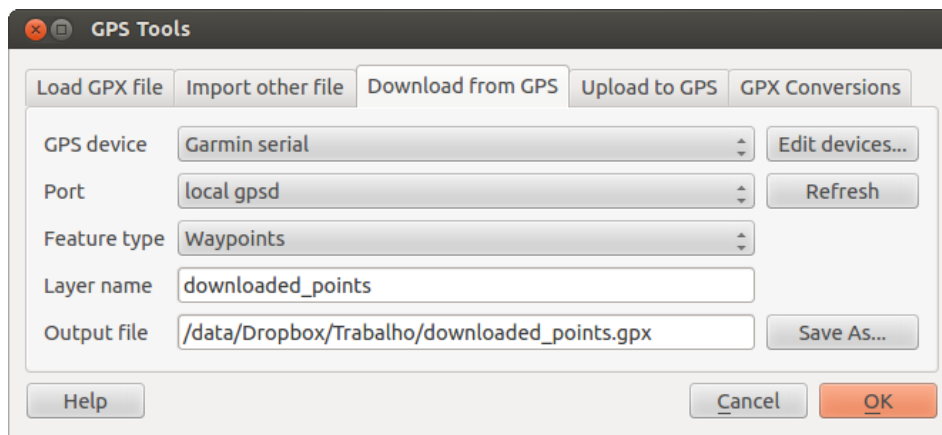 GPS Tools
Load GPX file Import other file Download from GPS Upload to GPS GPX Conversions
GPS device Garmin serial Edit devices...
Port local gpsd Refresh
Feature type Waypoints
Layer name downloaded_points
Output file /data/Dropbox/Trabalho/downloaded_points.gpx Save As...
Help Cancel OK